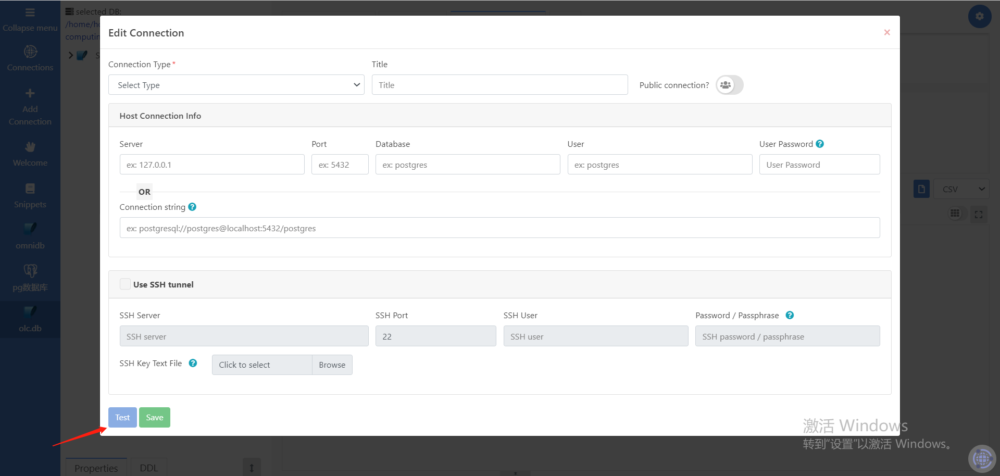 Collapse menu
Connections
Add
Connection
Welcome
Snippets
omnidb
pg数据库
olc.db
selected DB:
/home/h
computin
S
Edit Connection
×
Connection Type*
Title
Select Type
Title
Public connection?
Host Connection Info
Server
Port
Database
User
User Password ?
ex: 127.0.0.1
ex: 5432
ex: postgres
ex: postgres
User Password
OR
Connection string ?
ex: postgresql://postgres@localhost:5432/postgres
Use SSH tunnel
SSH Server
SSH Port
SSH User
Password / Passphrase ?
SSH server
22
SSH user
SSH password / passphrase
SSH Key Text File ?
Click to select
Browse
Test
Save
CSV
Properties
DDL
激活 Windows
转到“设置”以激活 Windows。